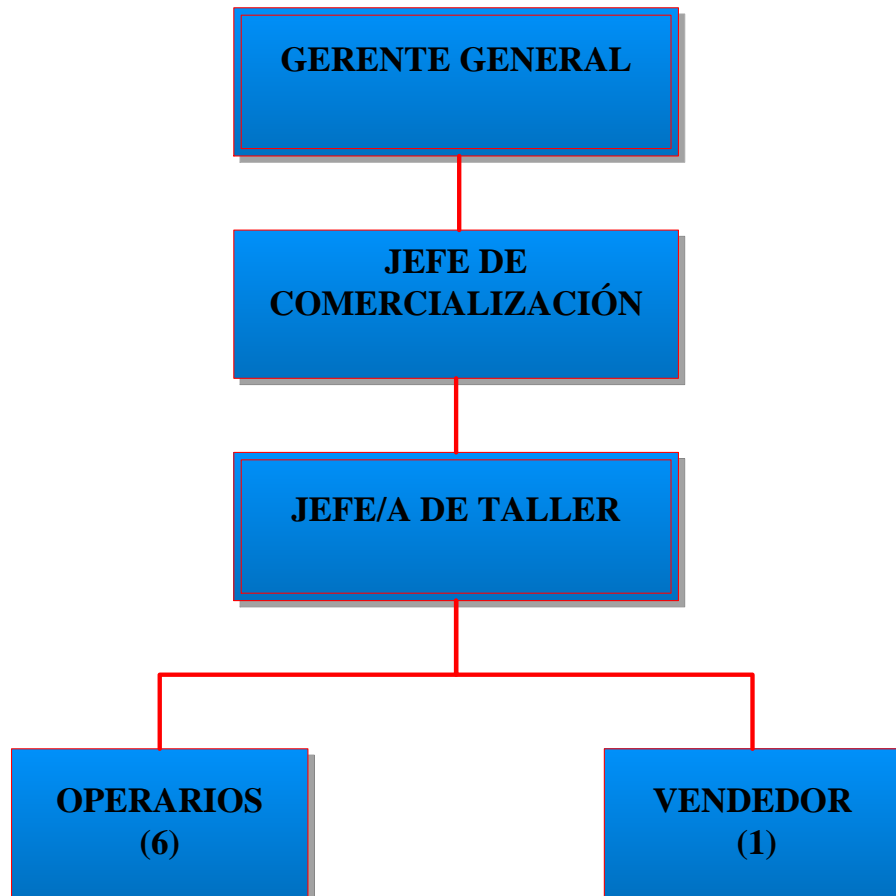 GERENTE GENERAL
JEFE DE
COMERCIALIZACIÓN
JEFE/A DE TALLER
OPERARIOS
(6)
VENDEDOR
(1)